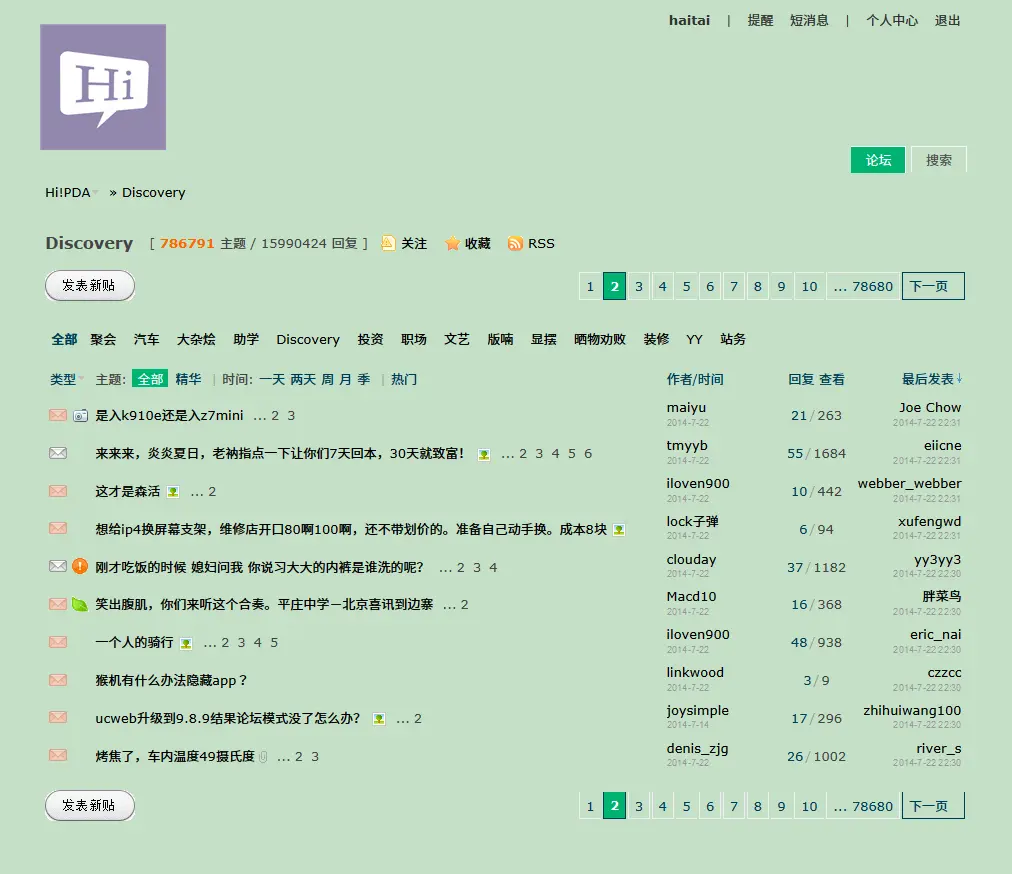 haitai | 提醒 短消息 | 个人中心 退出
Hi
论坛 搜索
Hi!PDA » Discovery
Discovery [ 786791 主题 / 15990424 回复 ] 关注 收藏 RSS
发表新贴 1 2 3 4 5 6 7 8 9 10 ... 78680 下一页
全部 聚会 汽车 大杂烩 助学 Discovery 投资 职场 文艺 版喃 显摆 晒物劝败 装修 YY 站务
类型 主题: 全部 精华 | 时间: 一天 两天 周 月 季 | 热门 作者/时间 回复 查看 最后发表↓
是入k910e还是入z7mini ... 2 3 maiyu 21 / 263 Joe Chow
2014-7-22 2014-7-22 22:31
来来来，炎炎夏日，老衲指点一下让你们7天回本，30天就致富！ ... 2 3 4 5 6 tmyyb 55 / 1684 eiicne
2014-7-22 2014-7-22 22:31
这才是森活 ... 2 iloven900 10 / 442 webber_webber
2014-7-22 2014-7-22 22:31
想给ip4换屏幕支架，维修店开口80啊100啊，还不带划价的。准备自己动手换。成本8块 lock子弹 6 / 94 xufengwd
2014-7-22 2014-7-22 22:31
刚才吃饭的时候 媳妇问我 你说习大大的内裤是谁洗的呢？ ... 2 3 4 clouday 37 / 1182 yy3yy3
2014-7-22 2014-7-22 22:30
笑出腹肌，你们来听这个合奏。平庄中学－北京喜讯到边寨 ... 2 Macd10 16 / 368 胖菜鸟
2014-7-22 2014-7-22 22:30
一个人的骑行 ... 2 3 4 5 iloven900 48 / 938 eric_nai
2014-7-22 2014-7-22 22:30
猴机有什么办法隐藏app？ linkwood 3 / 9 czzcc
2014-7-22 2014-7-22 22:30
ucweb升级到9.8.9结果论坛模式没了怎么办？ ... 2 joysimple 17 / 296 zhihuiwang100
2014-7-14 2014-7-22 22:30
烤焦了，车内温度49摄氏度 ... 2 3 denis_zjg 26 / 1002 river_s
2014-7-22 2014-7-22 22:30
发表新贴 1 2 3 4 5 6 7 8 9 10 ... 78680 下一页